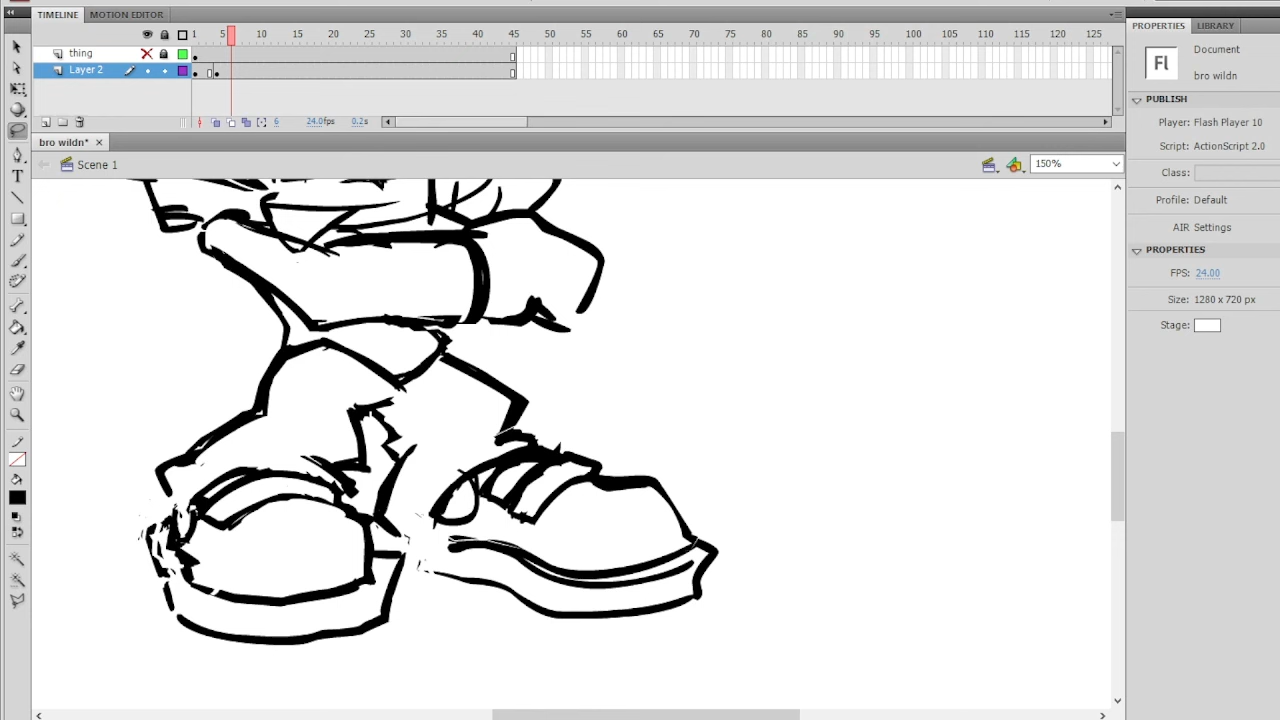 TIMELINE MOTION EDITOR
1 5 10 15 20 25 30 35 40 45 50 55 60 65 70 75 80 85 90 95 100 105 110 115 120 125
thing
Layer 2
6 24.0fps 0.2s
bro wildn* ×
Scene 1
150%
T
PROPERTIES LIBRARY
Fl
Document
bro wildn
PUBLISH
Player: Flash Player 10
Script: ActionScript 2.0
Class:
Profile: Default
AIR Settings
PROPERTIES
FPS: 24.00
Size: 1280 x 720 px
Stage: